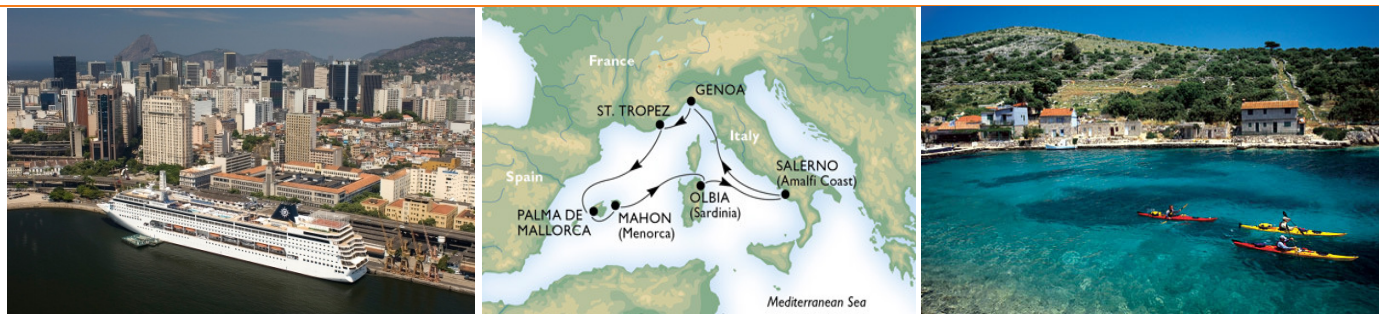 France
GENOA
ST. TROPEZ
Italy
Spain
SALERNO
(Amalfi Coast)
PALMA DE
MALLORCA
MAHON
(Menorca)
OLBIA
(Sardinia)
Mediterranean Sea